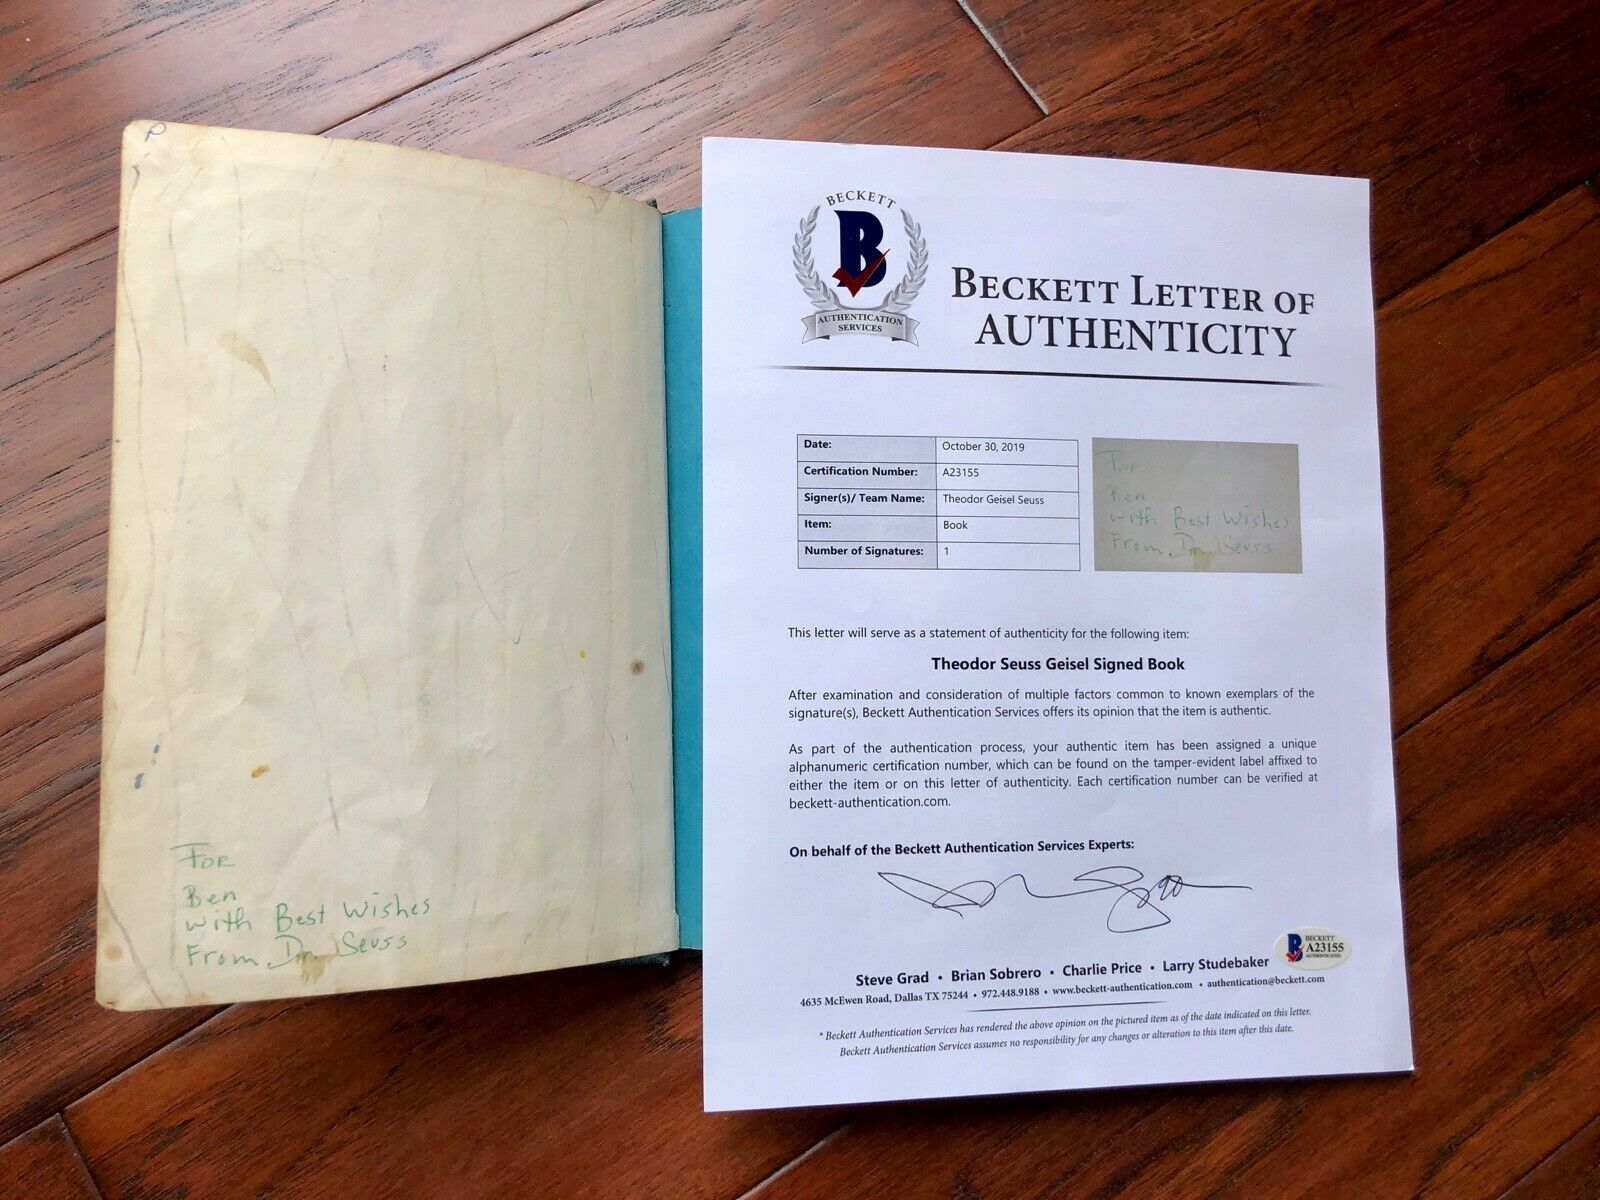 For
Ben
with Best Wishes
From Dr. Seuss
BECKETT
B
AUTHENTICATION
SERVICES
BECKETT LETTER OF
AUTHENTICITY
Date: October 30, 2019
Certification Number: A23155
Signer(s)/ Team Name: Theodor Geisel Seuss
Item: Book
Number of Signatures: 1
For
Ben
with Best Wishes
From Dr. Seuss
This letter will serve as a statement of authenticity for the following item:
Theodor Seuss Geisel Signed Book
After examination and consideration of multiple factors common to known exemplars of the
signature(s), Beckett Authentication Services offers its opinion that the item is authentic.
As part of the authentication process, your authentic item has been assigned a unique
alphanumeric certification number, which can be found on the tamper-evident label affixed to
either the item or on this letter of authenticity. Each certification number can be verified at
beckett-authentication.com.
On behalf of the Beckett Authentication Services Experts:
BECKETT
A23155
AUTHENTICATED
Steve Grad • Brian Sobrero • Charlie Price • Larry Studebaker
4635 McEwen Road, Dallas TX 75244 • 972.448.9188 • www.beckett-authentication.com • authentication@beckett.com
* Beckett Authentication Services has rendered the above opinion on the pictured item as of the date indicated on this letter.
Beckett Authentication Services assumes no responsibility for any changes or alteration to this item after this date.